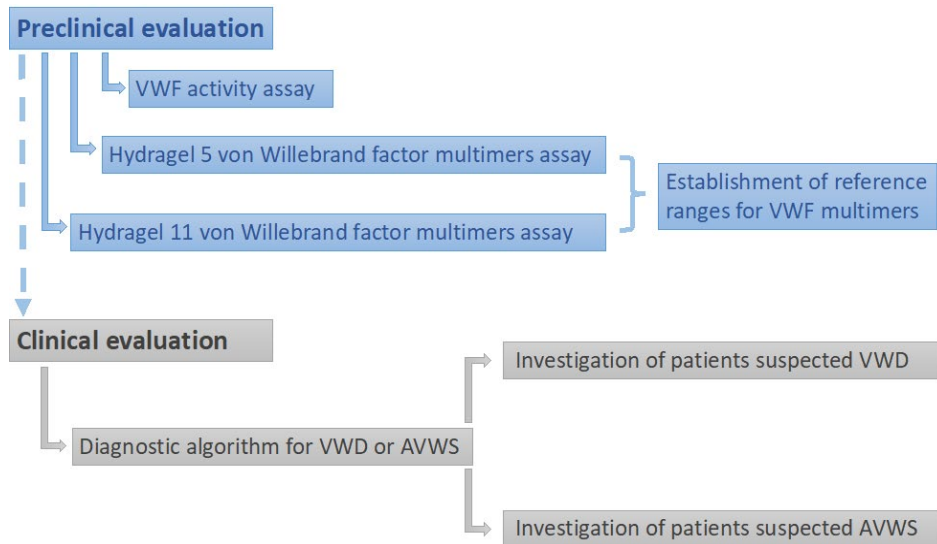 Preclinical evaluation
VWF activity assay
Hydragel 5 von Willebrand factor multimers assay
Establishment of reference
ranges for VWF multimers
Hydragel 11 von Willebrand factor multimers assay
Clinical evaluation
Investigation of patients suspected VWD
Diagnostic algorithm for VWD or AVWS
Investigation of patients suspected AVWS